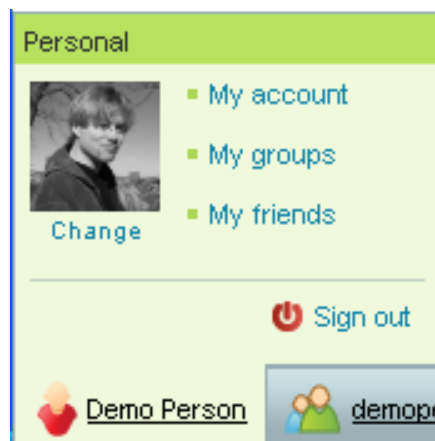 Personal
My account
My groups
My friends
Change
Sign out
Demo Person